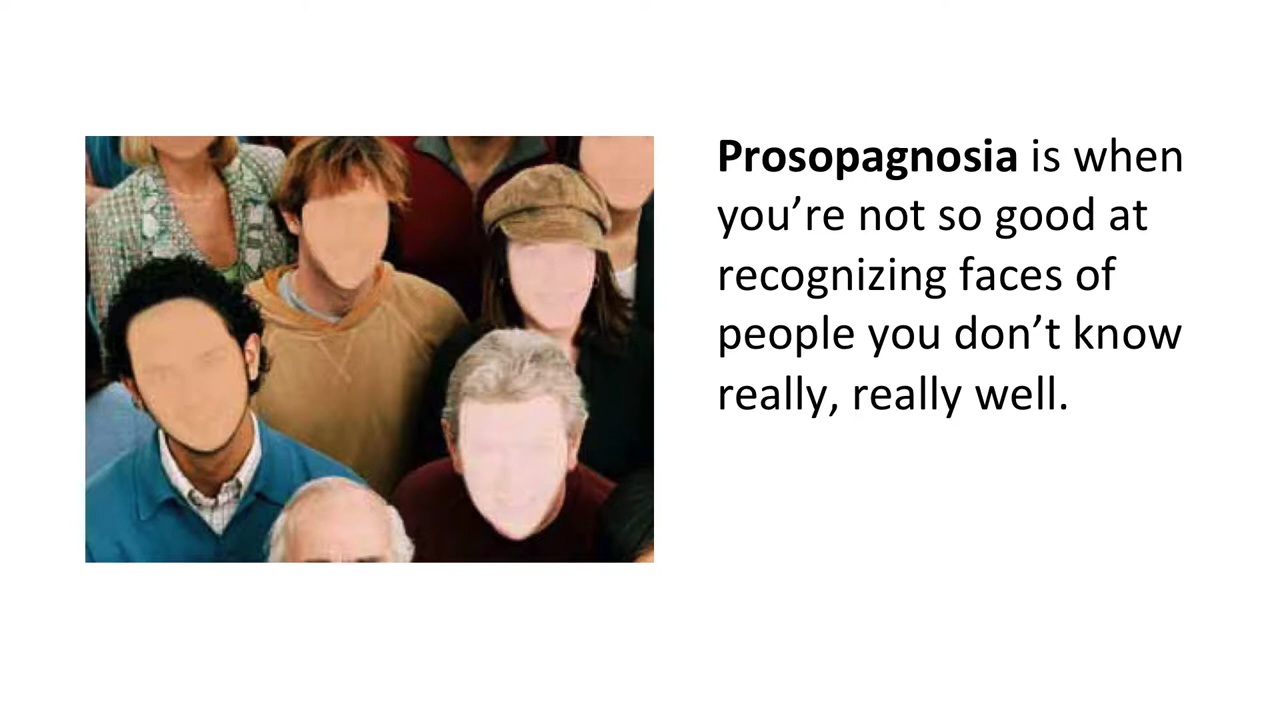 Prosopagnosia is when
you’re not so good at
recognizing faces of
people you don’t know
really, really well.